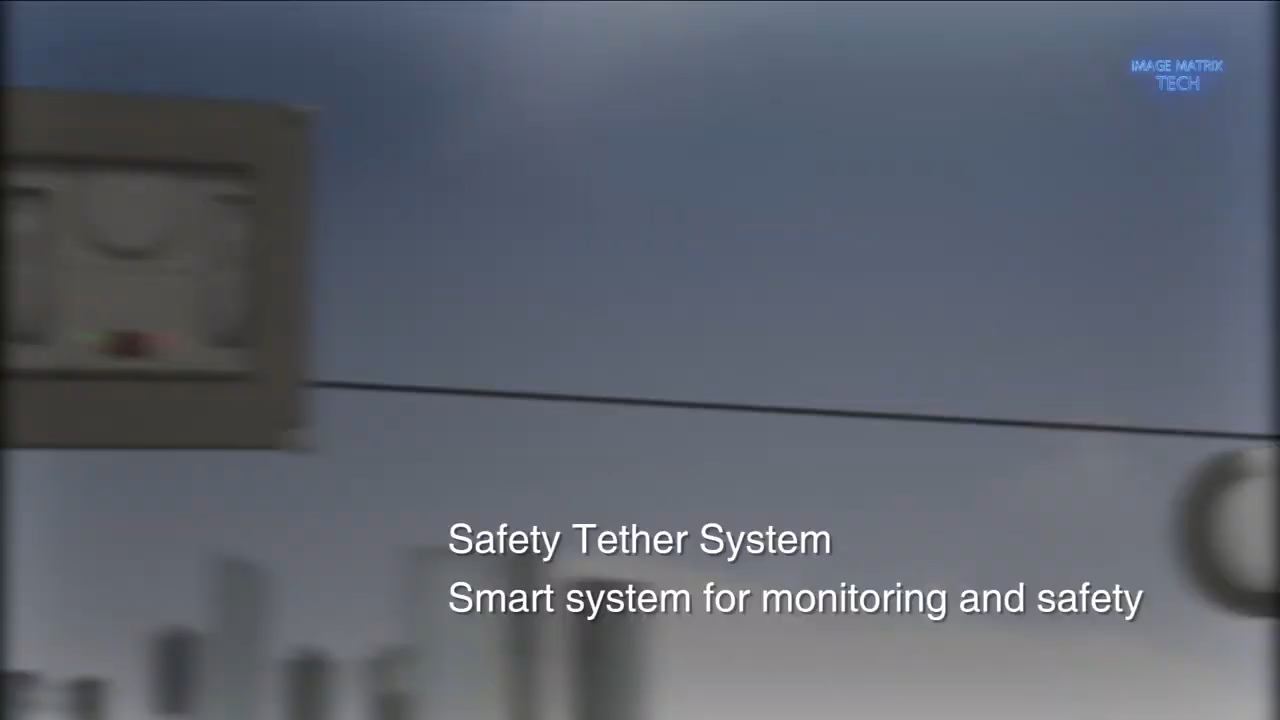 IMAGE MATRIX
TECH
Safety Tether System
Smart system for monitoring and safety